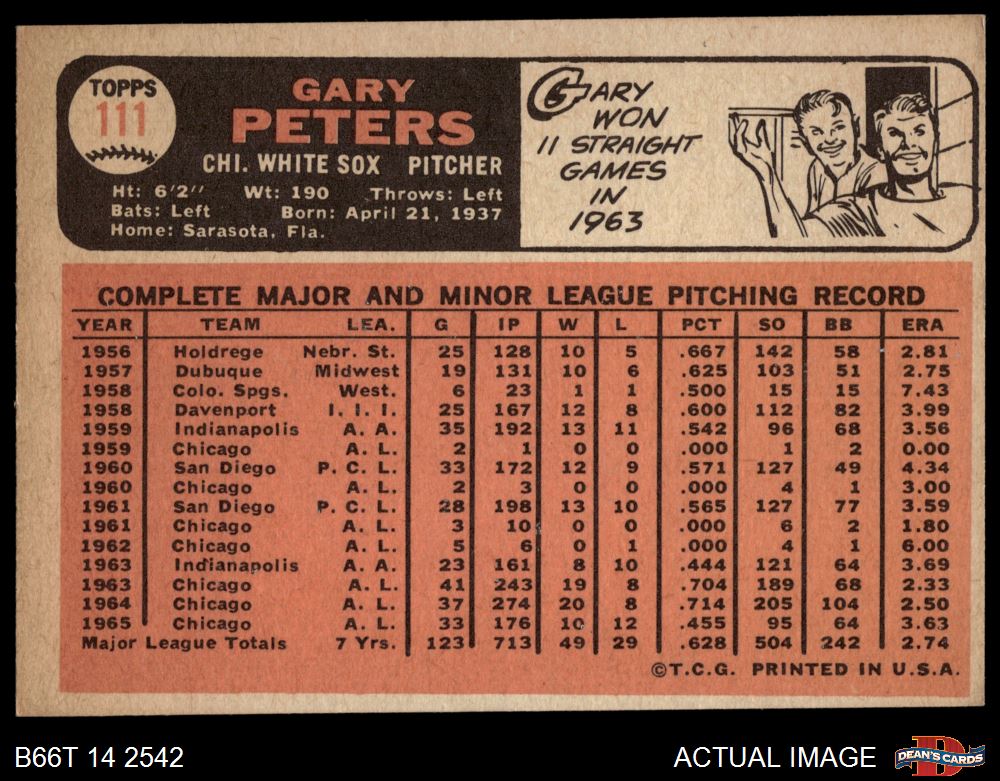 TOPPS
111
GARY
PETERS
CHI. WHITE SOX PITCHER
Ht: 6'2" Wt: 190 Throws: Left
Bats: Left Born: April 21, 1937
Home: Sarasota, Fla.
GARY
WON
11 STRAIGHT
GAMES
IN
1963
COMPLETE MAJOR AND MINOR LEAGUE PITCHING RECORD
YEAR TEAM LEA. G IP W L PCT SO BB ERA
1956 Holdrege Nebr. St. 25 128 10 5 .667 142 58 2.81
1957 Dubuque Midwest 19 131 10 6 .625 103 51 2.75
1958 Colo. Spgs. West. 6 23 1 1 .500 15 15 7.43
1958 Davenport I. I. I. 25 167 12 8 .600 112 82 3.99
1959 Indianapolis A. A. 35 192 13 11 .542 96 68 3.56
1959 Chicago A. L. 2 1 0 0 .000 1 2 0.00
1960 San Diego P. C. L. 33 172 12 9 .571 127 49 4.34
1960 Chicago A. L. 2 3 0 0 .000 4 1 3.00
1961 San Diego P. C. L. 28 198 13 10 .565 127 77 3.59
1961 Chicago A. L. 3 10 0 0 .000 6 2 1.80
1962 Chicago A. L. 5 6 0 1 .000 4 1 6.00
1963 Indianapolis A. A. 23 161 8 10 .444 121 64 3.69
1963 Chicago A. L. 41 243 19 8 .704 189 68 2.33
1964 Chicago A. L. 37 274 20 8 .714 205 104 2.50
1965 Chicago A. L. 33 176 10 12 .455 95 64 3.63
Major League Totals 7 Yrs. 123 713 49 29 .628 504 242 2.74
©T.C.G. PRINTED IN U.S.A.
B66T 14 2542 ACTUAL IMAGE DEAN'S CARDS